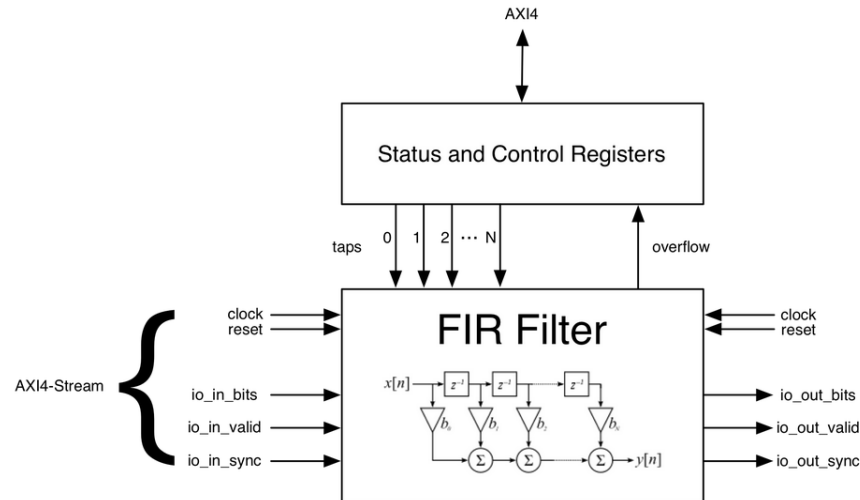 AXI4
Status and Control Registers
taps 0 1 2 ··· N overflow
clock clock
reset reset
FIR Filter
AXI4-Stream
x[n] z⁻¹ z⁻¹ z⁻¹
io_in_bits io_out_bits
b₀ b₁ b₂ b_N
io_in_valid io_out_valid
Σ Σ Σ y[n]
io_in_sync io_out_sync